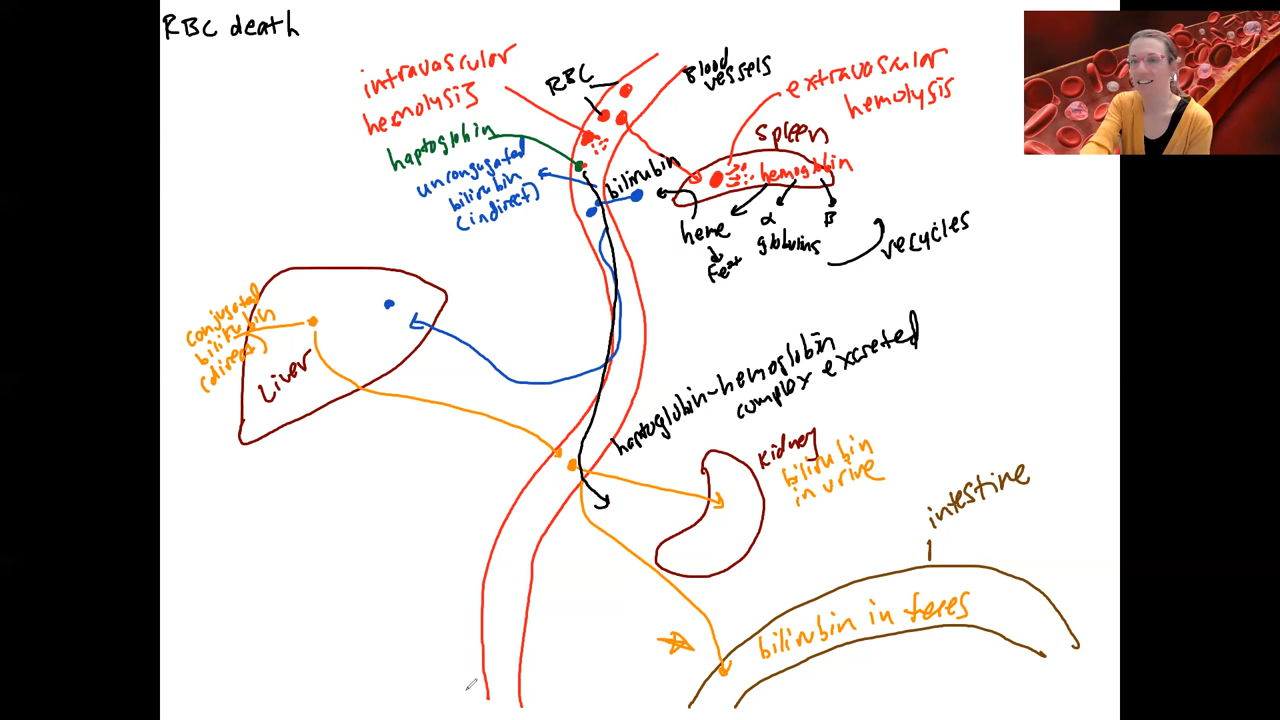 RBC death
intravascular
hemolysis
haptoglobin
unconjugated
bilirubin
(indirect)
RBC
Blood
vessels
extravascular
hemolysis
spleen
hemoglobin
bilirubin
heme
Fe2+
α
β
globulins
recycles
conjugated
bilirubin
(direct)
Liver
haptoglobin-hemoglobin
complex excreted
kidney
bilirubin
in urine
intestine
bilirubin in feces